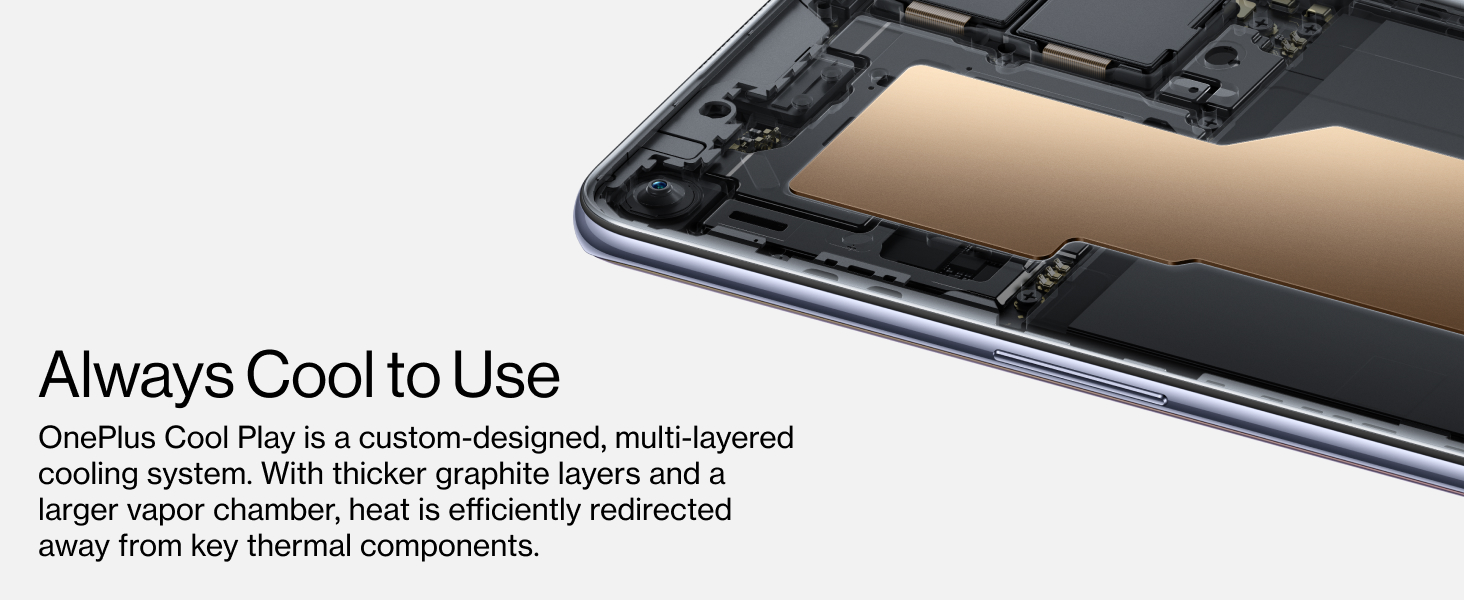 Always Cool to Use
OnePlus Cool Play is a custom-designed, multi-layered
cooling system. With thicker graphite layers and a
larger vapor chamber, heat is efficiently redirected
away from key thermal components.